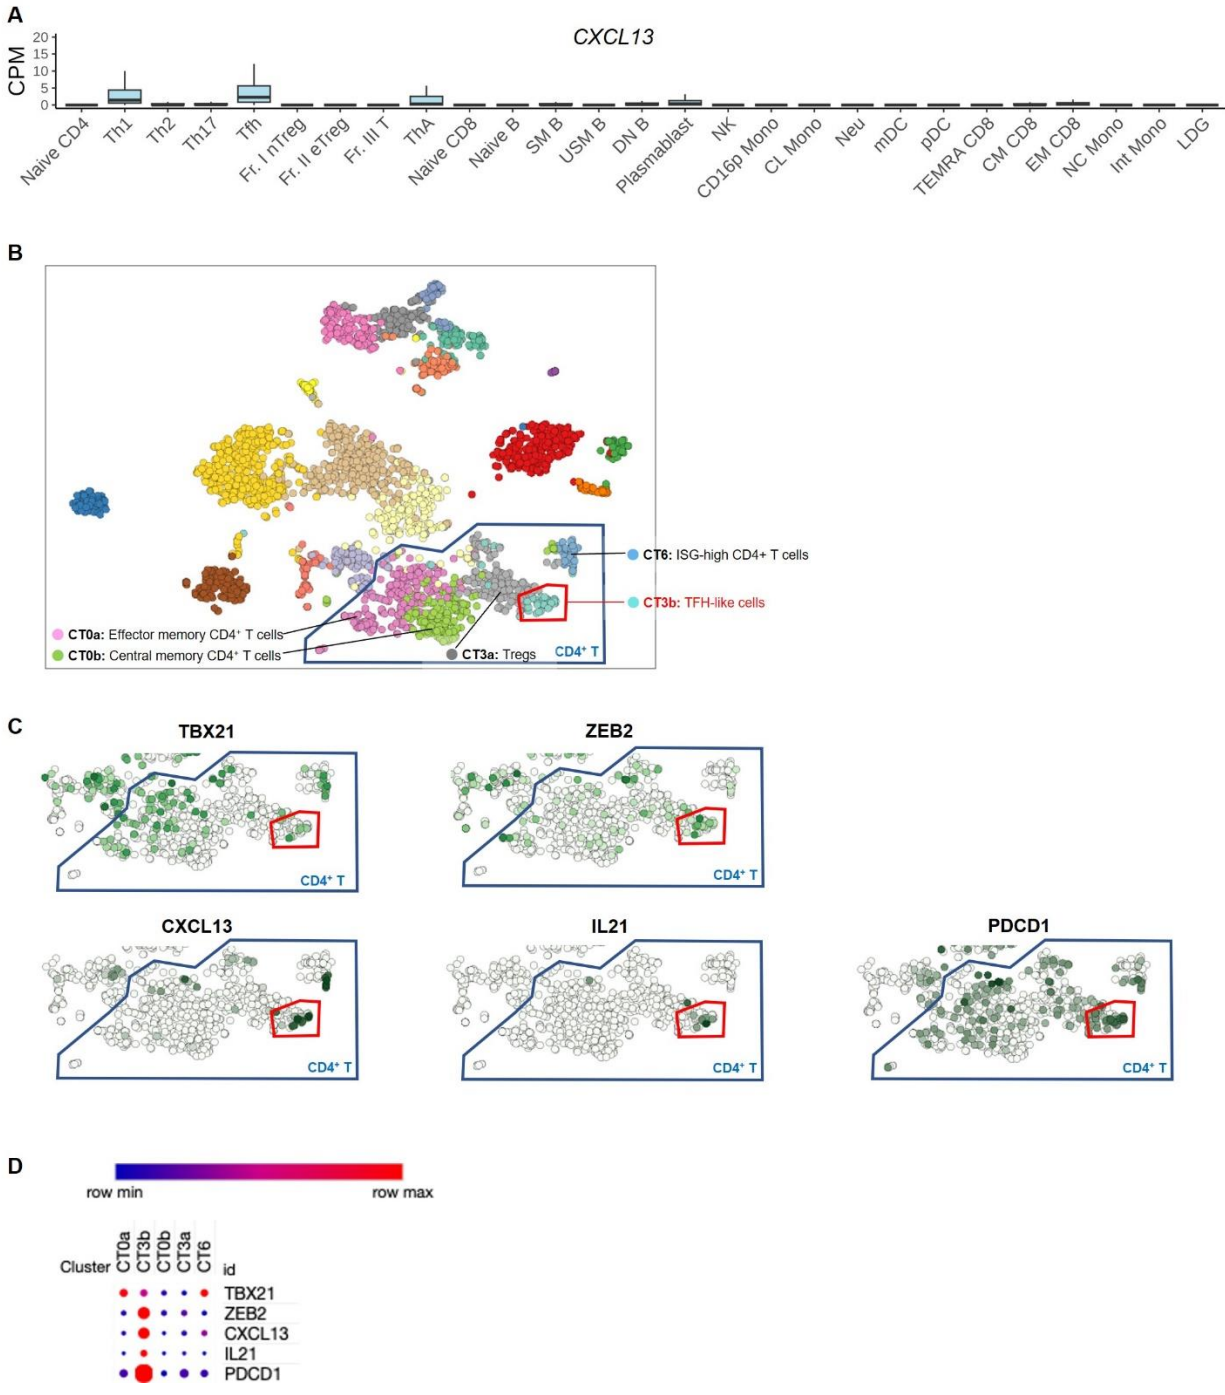 A
CXCL13
CPM
20
15
10
5
0
Naive CD4
Th1
Th2
Th17
Tfh
Fr. I nTreg
Fr. II eTreg
Fr. III T
ThA
Naive CD8
Naive B
SM B
USM B
DN B
Plasmablast
NK
CD16p Mono
CL Mono
Neu
mDC
pDC
TEMRA CD8
CM CD8
EM CD8
NC Mono
Int Mono
LDG
B
CT6: ISG-high CD4+ T cells
CT3b: TFH-like cells
CT0a: Effector memory CD4⁺ T cells
CT0b: Central memory CD4⁺ T cells
CT3a: Tregs
CD4⁺ T
C
TBX21
CD4⁺ T
ZEB2
CD4⁺ T
CXCL13
CD4⁺ T
IL21
CD4⁺ T
PDCD1
CD4⁺ T
D
row min row max
Cluster CT0a CT3b CT0b CT3a CT6 id
TBX21
ZEB2
CXCL13
IL21
PDCD1